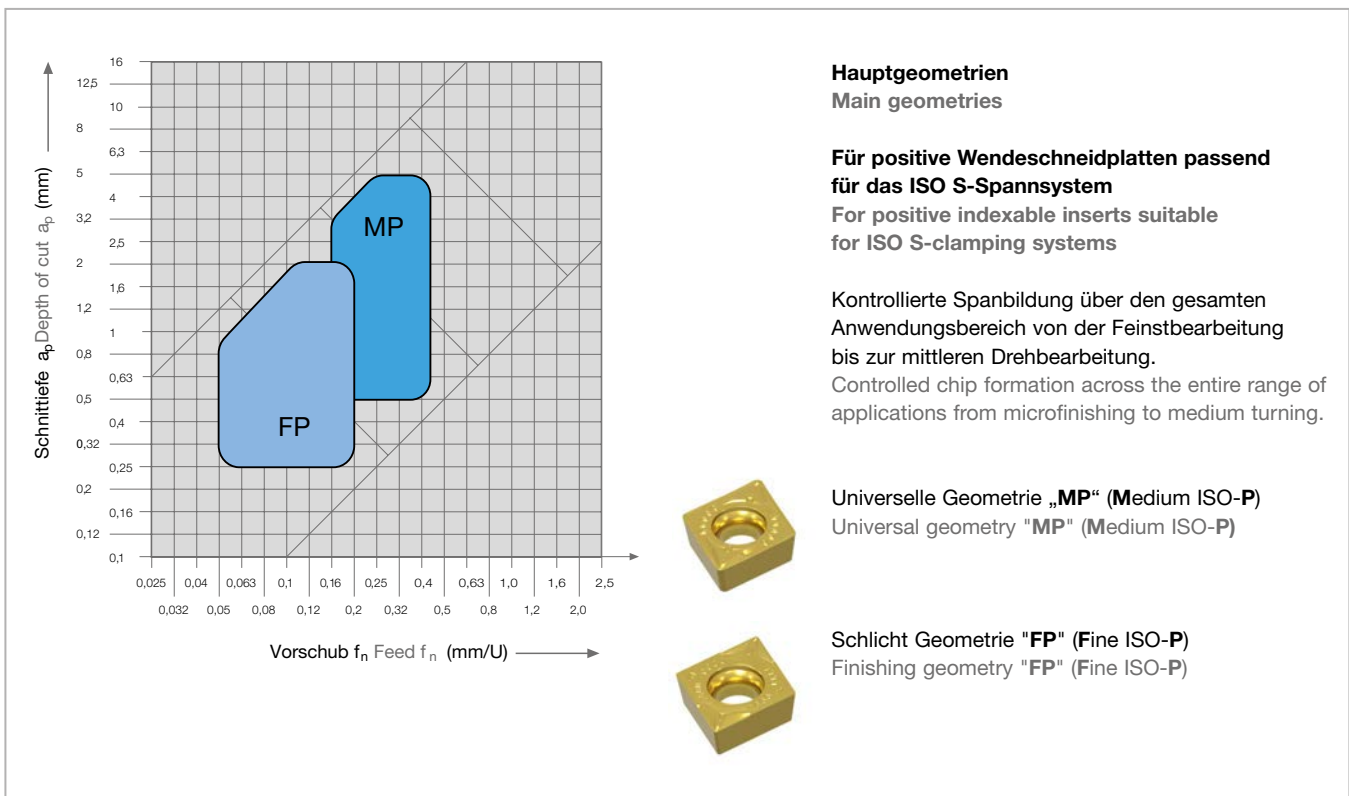 16
12,5
10
8
6,3
5
4
3,2
2,5
2
1,6
1,2
1
0,8
0,63
0,5
0,4
0,32
0,25
0,2
0,16
0,12
0,1
Schnittiefe ap Depth of cut ap (mm)
MP
FP
0,025 0,04 0,063 0,1 0,16 0,25 0,4 0,63 1,0 1,6 2,5
0,032 0,05 0,08 0,12 0,2 0,32 0,5 0,8 1,2 2,0
Vorschub fn Feed fn (mm/U)
Hauptgeometrien
Main geometries
Für positive Wendeschneidplatten passend
für das ISO S-Spannsystem
For positive indexable inserts suitable
for ISO S-clamping systems
Kontrollierte Spanbildung über den gesamten
Anwendungsbereich von der Feinstbearbeitung
bis zur mittleren Drehbearbeitung.
Controlled chip formation across the entire range of
applications from microfinishing to medium turning.
Universelle Geometrie „MP“ (Medium ISO-P)
Universal geometry "MP" (Medium ISO-P)
Schlicht Geometrie "FP" (Fine ISO-P)
Finishing geometry "FP" (Fine ISO-P)